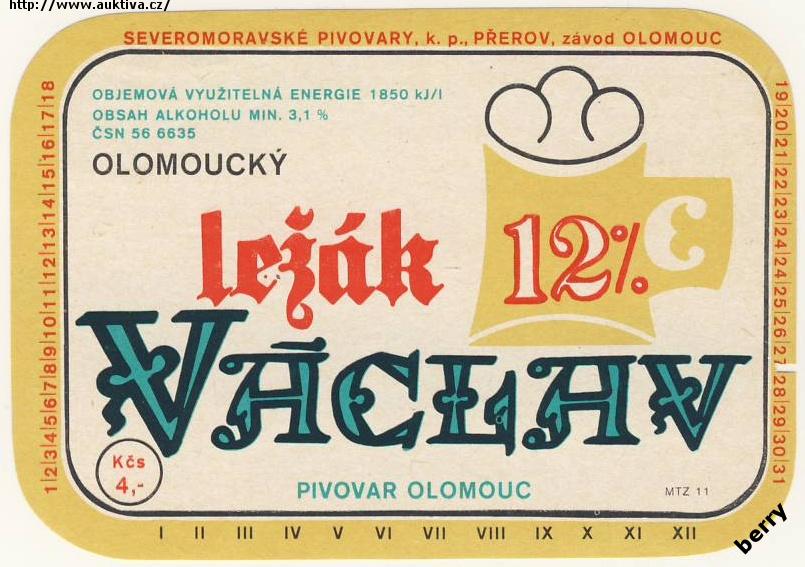 http://www.auktiva.cz/
SEVEROMORAVSKÉ PIVOVARY, k. p., PŘEROV, závod OLOMOUC
OBJEMOVÁ VYUŽITELNÁ ENERGIE 1850 kJ/l
OBSAH ALKOHOLU MIN. 3,1 %
ČSN 56 6635
OLOMOUCKÝ
ležák 12%
VÁCLAV
Kčs
4,-
PIVOVAR OLOMOUC
MTZ 11
1|2|3|4|5|6|7|8|9|10|11|12|13|14|15|16|17|18
19|20|21|22|23|24|25|26|27|28|29|30|31
I II III IV V VI VII VIII IX X XI XII
berry